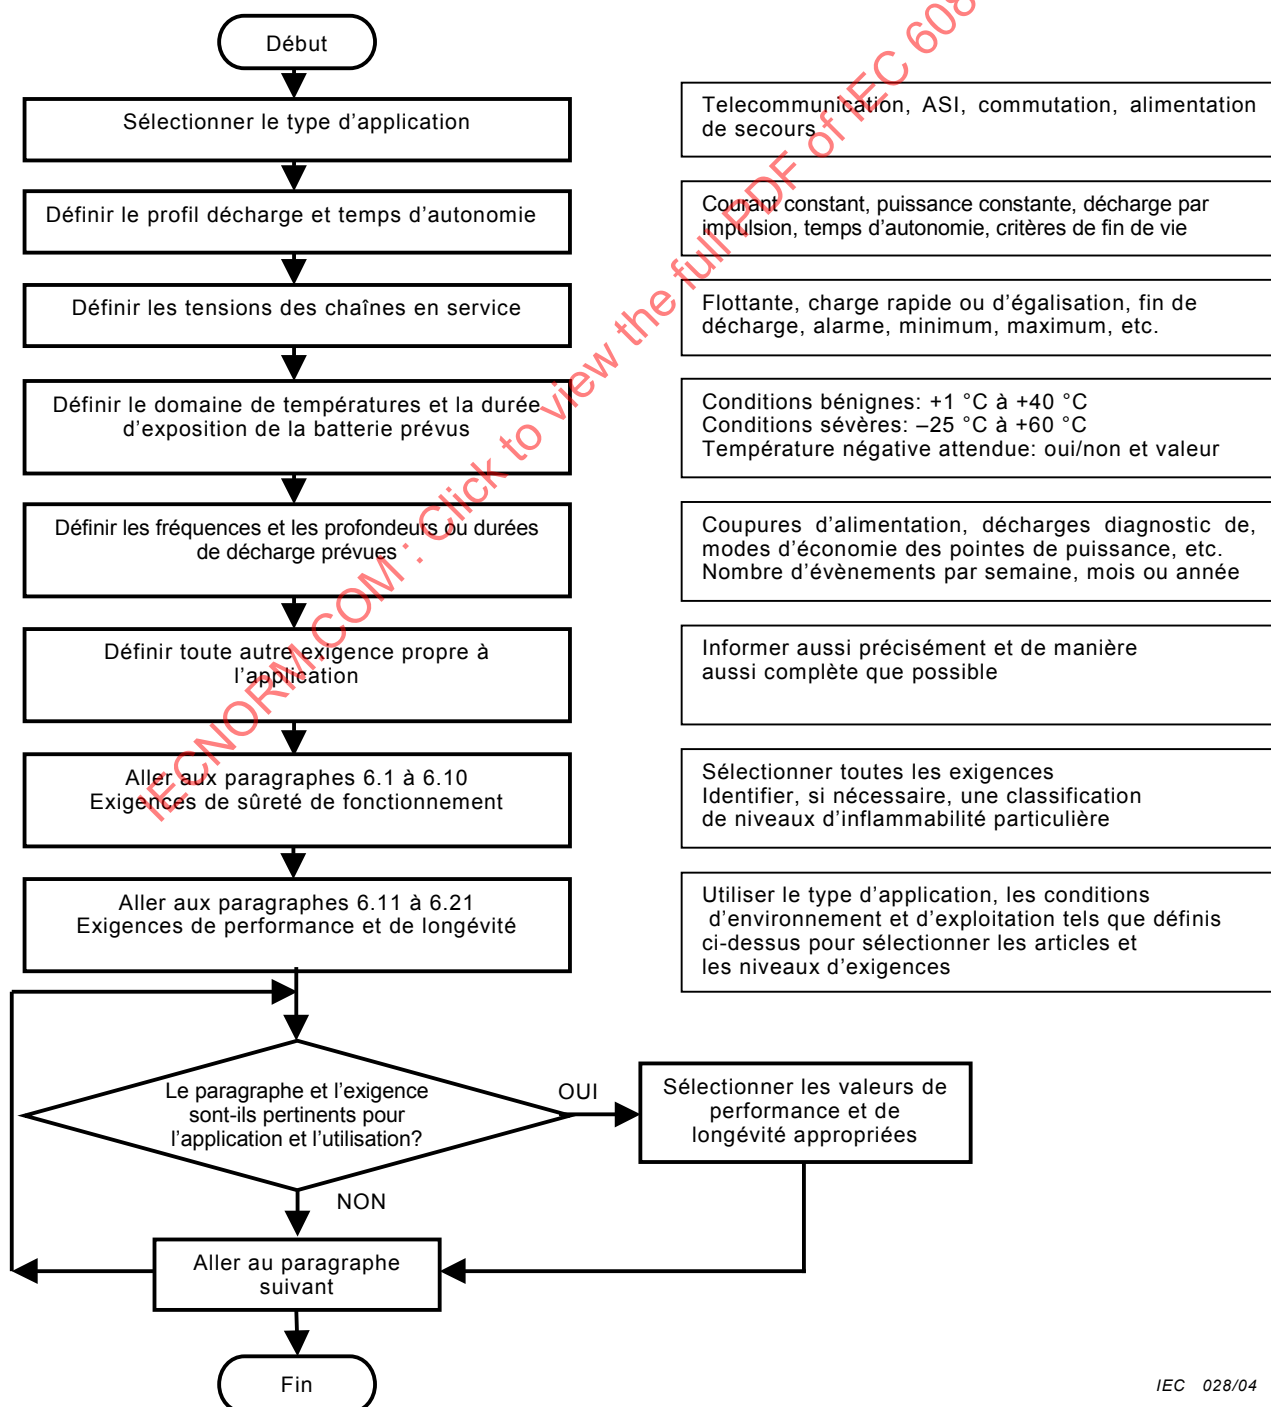 Début
Sélectionner le type d'application
Telecommunication, ASI, commutation, alimentation
de secours
Définir le profil décharge et temps d'autonomie
Courant constant, puissance constante, décharge par
impulsion, temps d'autonomie, critères de fin de vie
Définir les tensions des chaînes en service
Flottante, charge rapide ou d'égalisation, fin de
décharge, alarme, minimum, maximum, etc.
Définir le domaine de températures et la durée
d'exposition de la batterie prévus
Conditions bénignes: +1 °C à +40 °C
Conditions sévères: –25 °C à +60 °C
Température négative attendue: oui/non et valeur
Définir les fréquences et les profondeurs ou durées
de décharge prévues
Coupures d'alimentation, décharges diagnostic de,
modes d'économie des pointes de puissance, etc.
Nombre d'évènements par semaine, mois ou année
Définir toute autre exigence propre à
l'application
Informer aussi précisément et de manière
aussi complète que possible
Aller aux paragraphes 6.1 à 6.10
Exigences de sûreté de fonctionnement
Sélectionner toutes les exigences
Identifier, si nécessaire, une classification
de niveaux d'inflammabilité particulière
Aller aux paragraphes 6.11 à 6.21
Exigences de performance et de longévité
Utiliser le type d'application, les conditions
d'environnement et d'exploitation tels que définis
ci-dessus pour sélectionner les articles et
les niveaux d'exigences
Le paragraphe et l'exigence
sont-ils pertinents pour
l'application et l'utilisation?
OUI
Sélectionner les valeurs de
performance et de
longévité appropriées
NON
Aller au paragraphe
suivant
Fin
IEC 028/04
IECNORM.COM : Click to view the full PDF of IEC 608